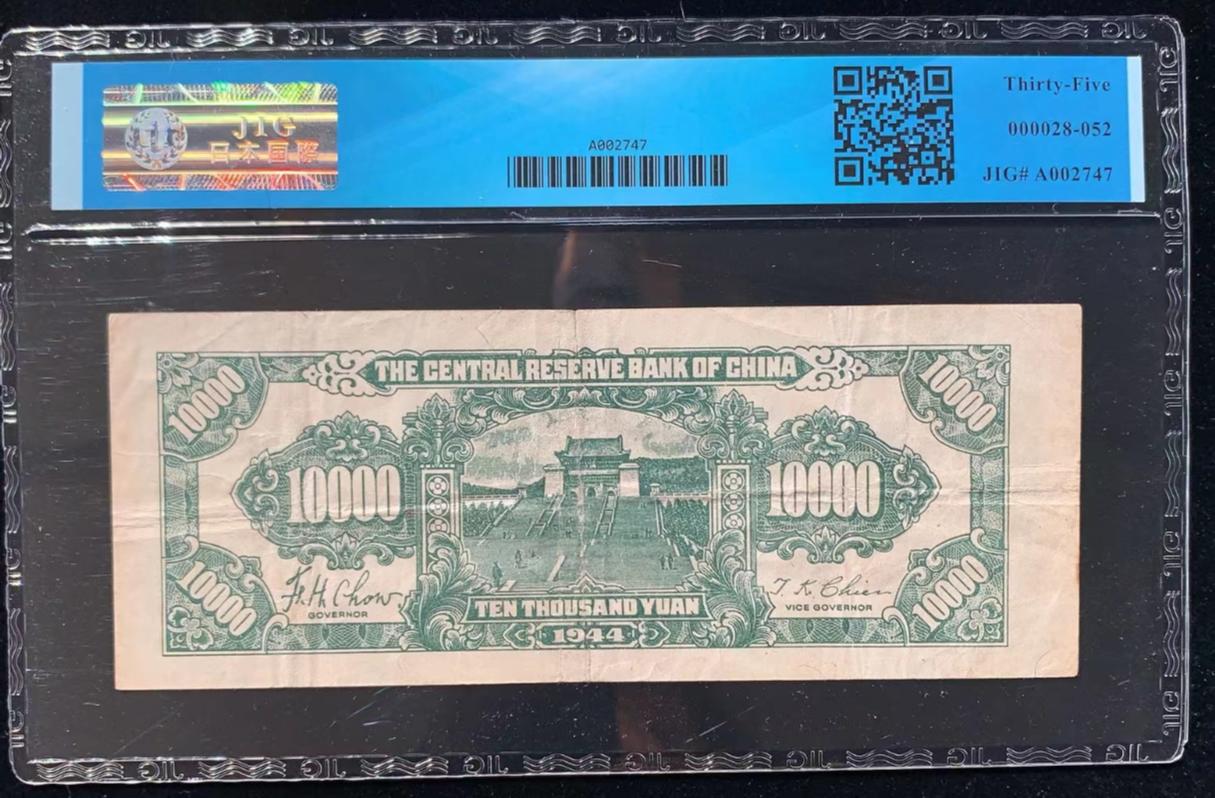 JIG
日本国際
A002747
Thirty-Five
000028-052
JIG# A002747
THE CENTRAL RESERVE BANK OF CHINA
10000
10000
10000
10000
F. H. Chow
GOVERNOR
T. K. Chien
VICE GOVERNOR
10000
10000
TEN THOUSAND YUAN
1944